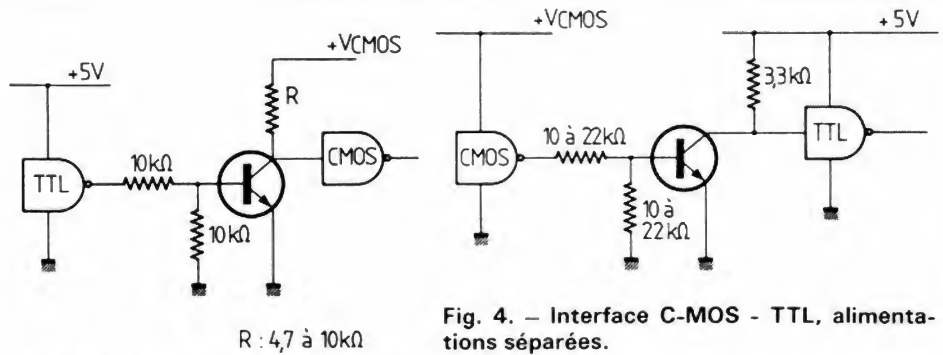 +5V
+VCMOS
R
TTL
10kΩ
10kΩ
CMOS
R : 4,7 à 10kΩ
+VCMOS
+5V
3,3kΩ
CMOS
10 à 22kΩ
10 à
22kΩ
TTL
Fig. 4. — Interface C-MOS - TTL, alimenta-
tions séparées.